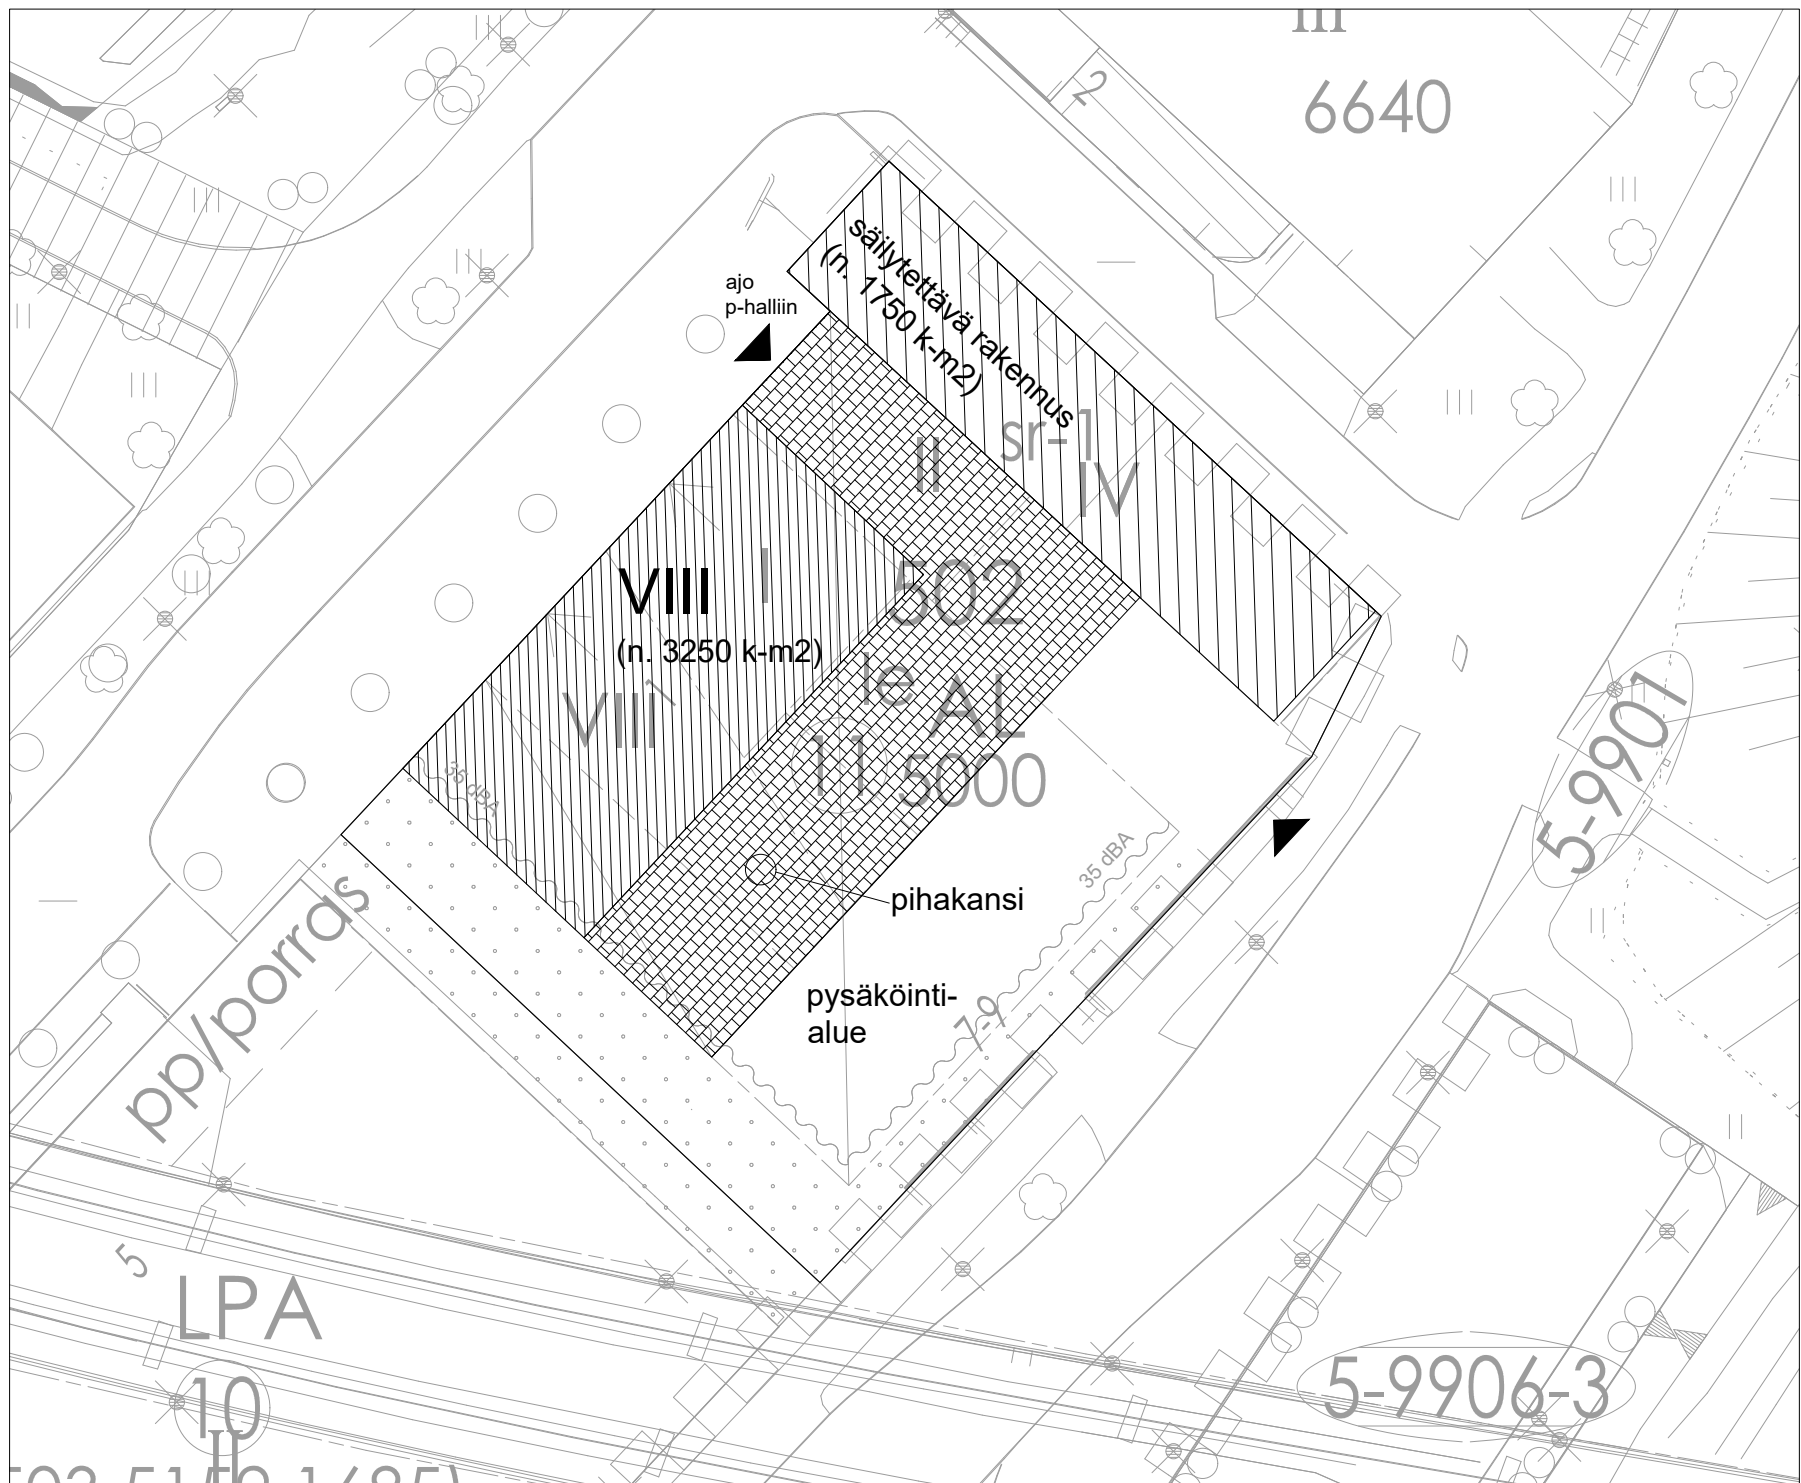 III
6640
2
säilytettävä rakennus
(n. 1750 k-m2)
ajo
p-halliin
sr-1
II
IV
VIII
I
(n. 3250 k-m2)
502
le
AL
VIII
1
11
5000
35 dBA
5-9901
35 dBA
pihakansi
pp/porras
pysäköinti-
alue
7-9
5
LPA
10
II
5-9906-3